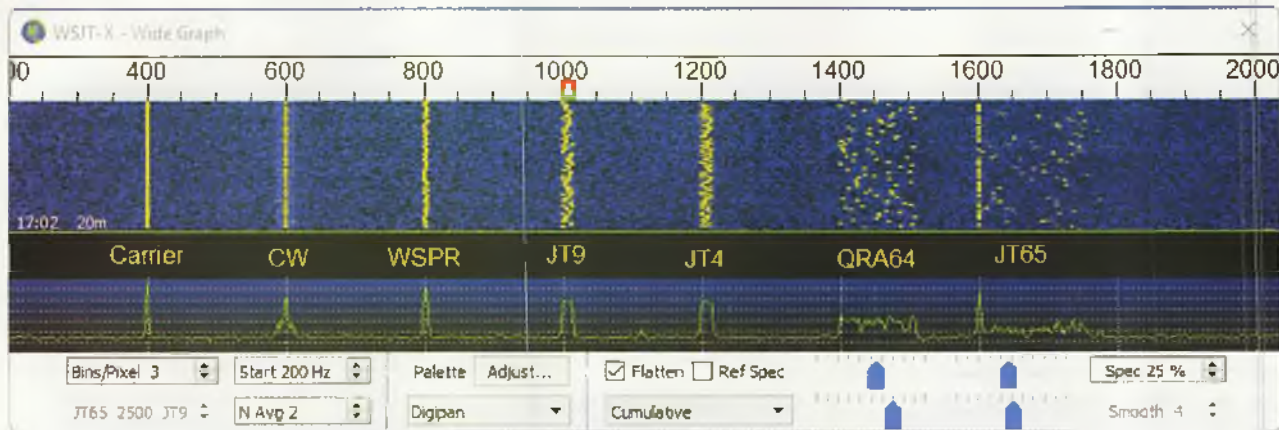 WSJT-X - Wide Graph
00 400 600 800 1000 1200 1400 1600 1800 2000
17:02 20m
Carrier CW WSPR JT9 JT4 QRA64 JT65
Bins/Pixel 3 Start 200 Hz Palette Adjust... Flatten Ref Spec Spec 25 %
JT65 2500 JT9 N Avg 2 Digipan Cumulative Smooth 4